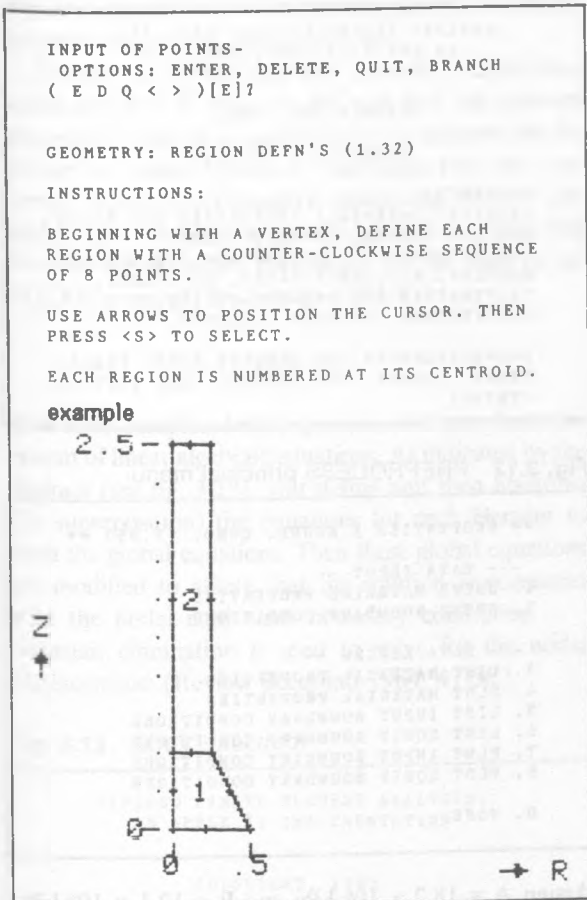 INPUT OF POINTS-
OPTIONS: ENTER, DELETE, QUIT, BRANCH
( E D Q < > )[E]?
GEOMETRY: REGION DEFN'S (1.32)
INSTRUCTIONS:
BEGINNING WITH A VERTEX, DEFINE EACH
REGION WITH A COUNTER-CLOCKWISE SEQUENCE
OF 8 POINTS.
USE ARROWS TO POSITION THE CURSOR. THEN
PRESS <S> TO SELECT.
EACH REGION IS NUMBERED AT ITS CENTROID.
example
2.5
2
Z
1
0
0 .5
R